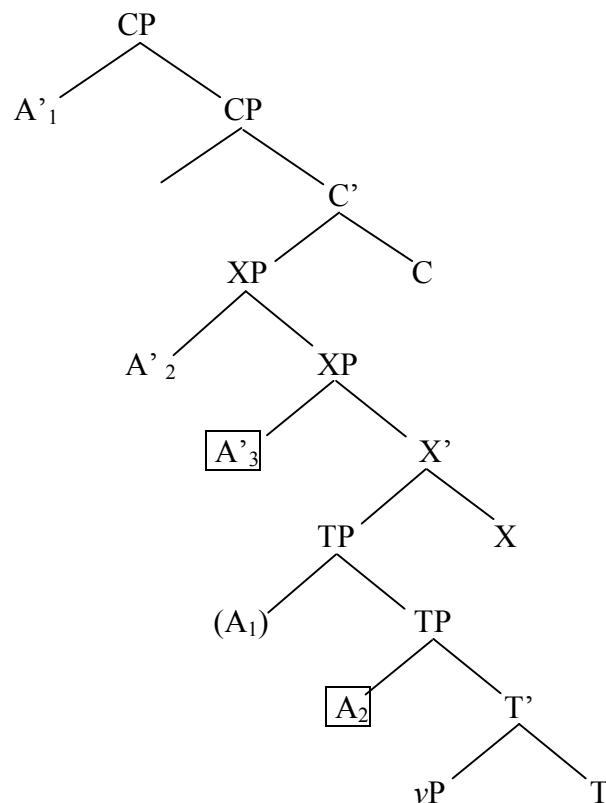 CP
A’₁ CP
C’
XP C
A’ ₂ XP
A’₃ X’
TP X
(A₁) TP
A₂ T’
vP T